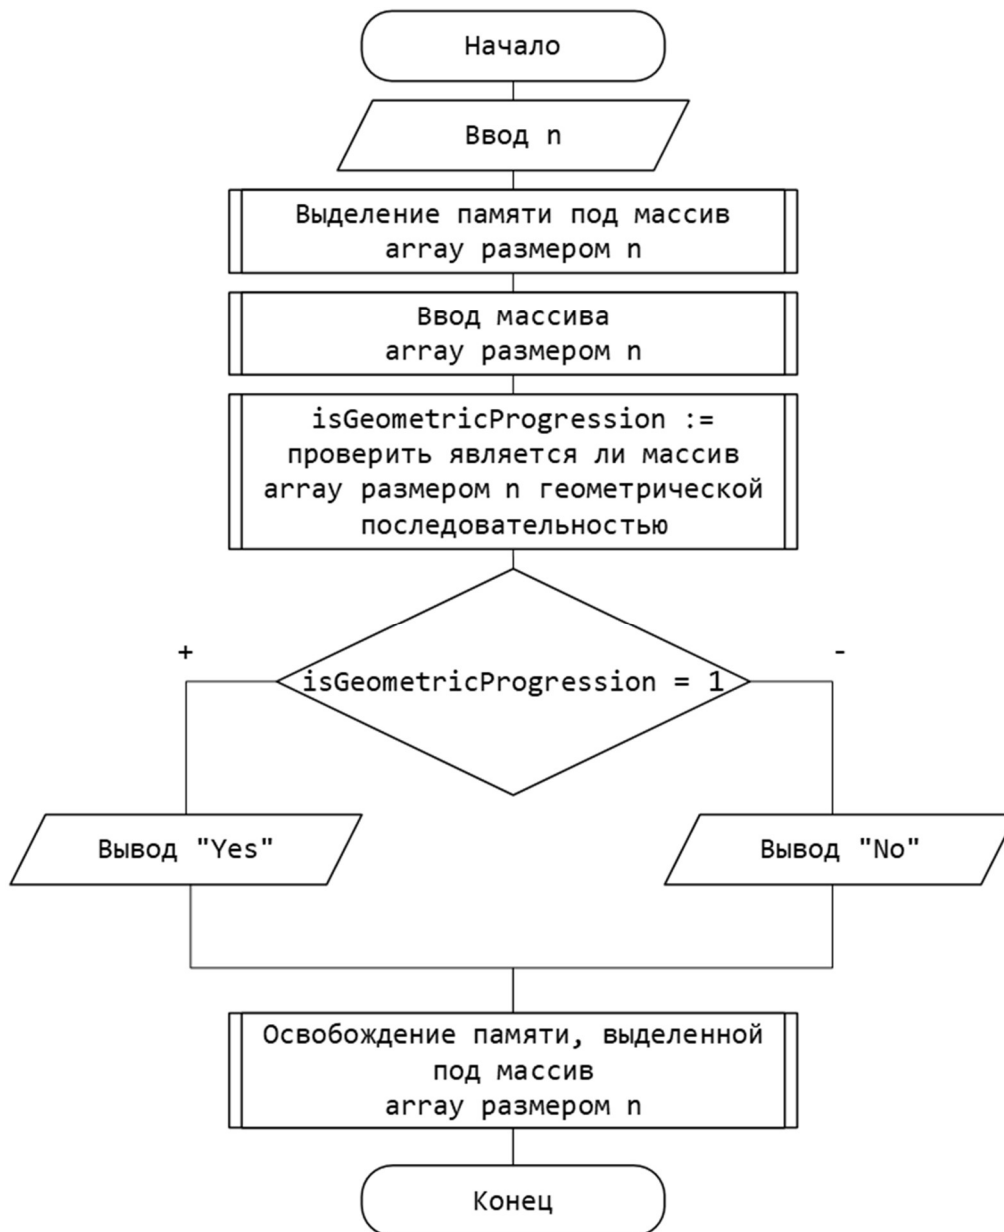 Начало
Ввод n
Выделение памяти под массив
array размером n
Ввод массива
array размером n
isGeometricProgression :=
проверить является ли массив
array размером n геометрической
последовательностью
+
-
isGeometricProgression = 1
Вывод "Yes"
Вывод "No"
Освобождение памяти, выделенной
под массив
array размером n
Конец